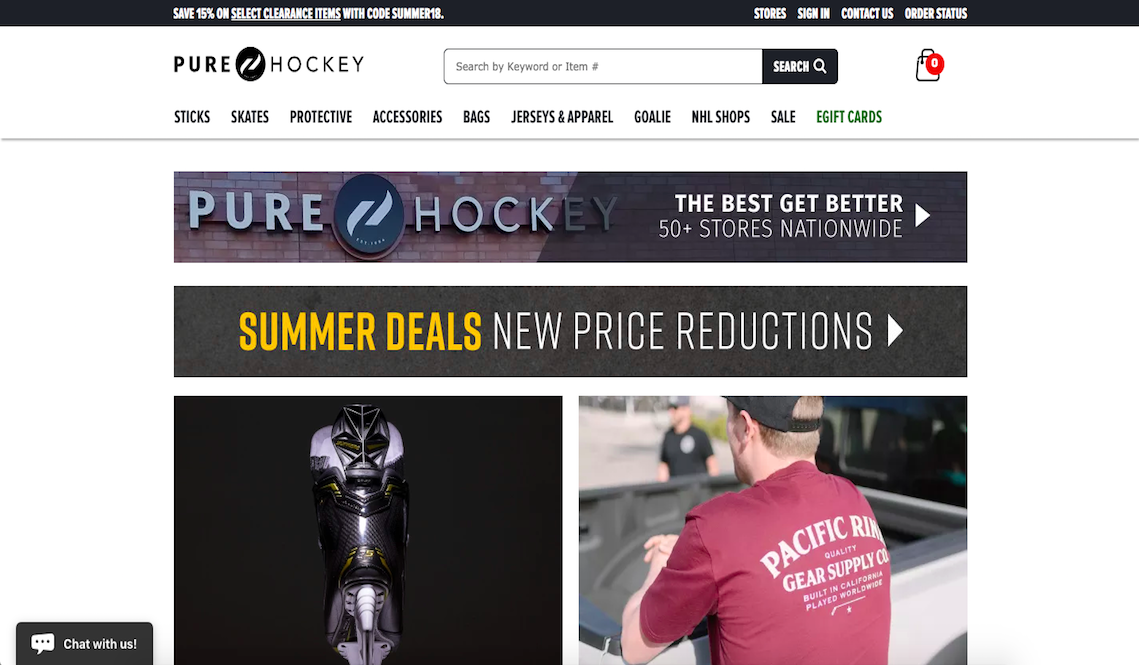 SAVE 15% ON SELECT CLEARANCE ITEMS WITH CODE SUMMER18.
STORES SIGN IN CONTACT US ORDER STATUS
PURE HOCKEY
Search by Keyword or Item #
SEARCH
0
STICKS SKATES PROTECTIVE ACCESSORIES BAGS JERSEYS & APPAREL GOALIE NHL SHOPS SALE EGIFT CARDS
PURE HOCKEY
THE BEST GET BETTER
50+ STORES NATIONWIDE
SUMMER DEALS NEW PRICE REDUCTIONS
PACIFIC RIN
QUALITY
GEAR SUPPLY CO
BUILT IN CALIFORNIA
PLAYED WORLDWIDE
Chat with us!